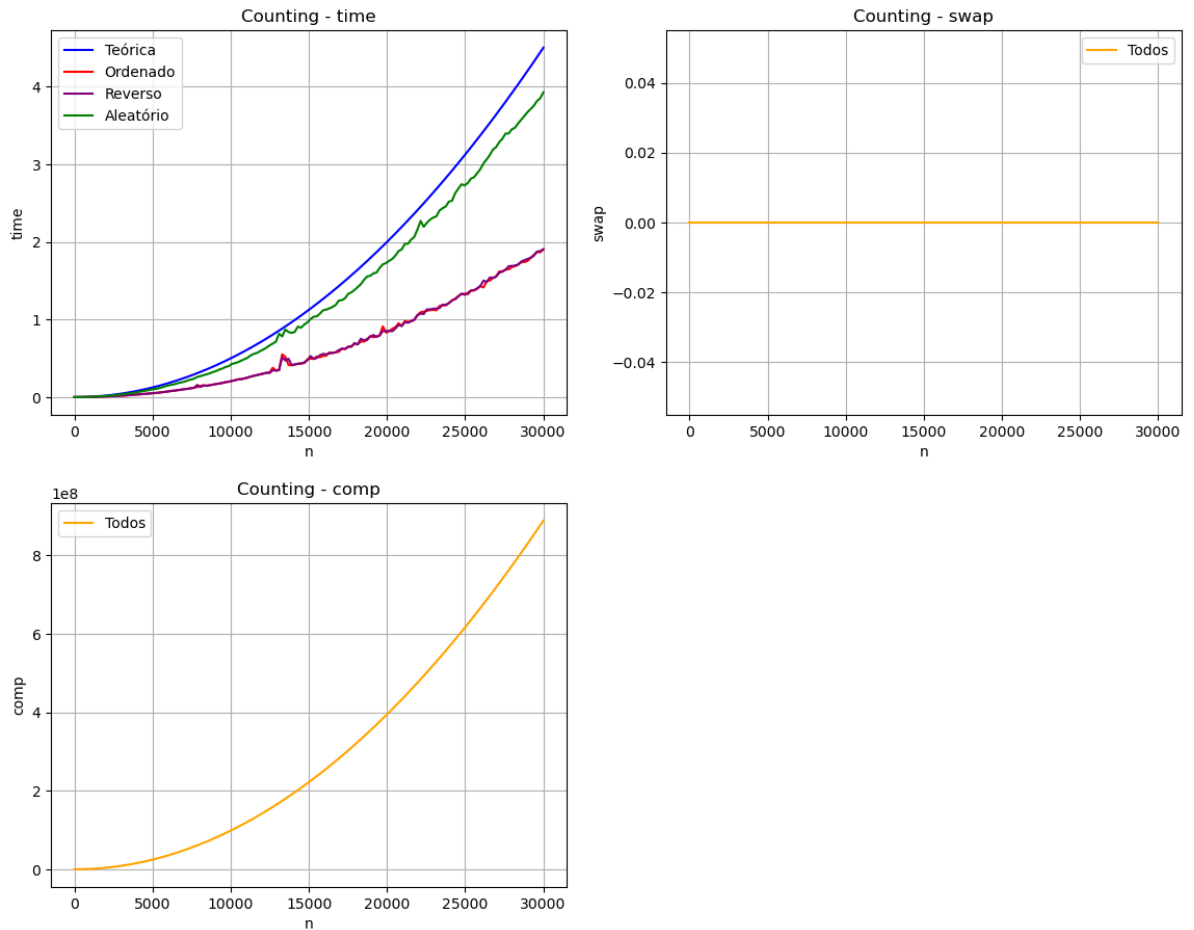 Counting - time
Teórica
Ordenado
Reverso
Aleatório
4
3
2
1
0
time
0 5000 10000 15000 20000 25000 30000
n
Counting - swap
Todos
0.04
0.02
0.00
−0.02
−0.04
swap
0 5000 10000 15000 20000 25000 30000
n
Counting - comp
1e8
Todos
8
6
4
2
0
comp
0 5000 10000 15000 20000 25000 30000
n